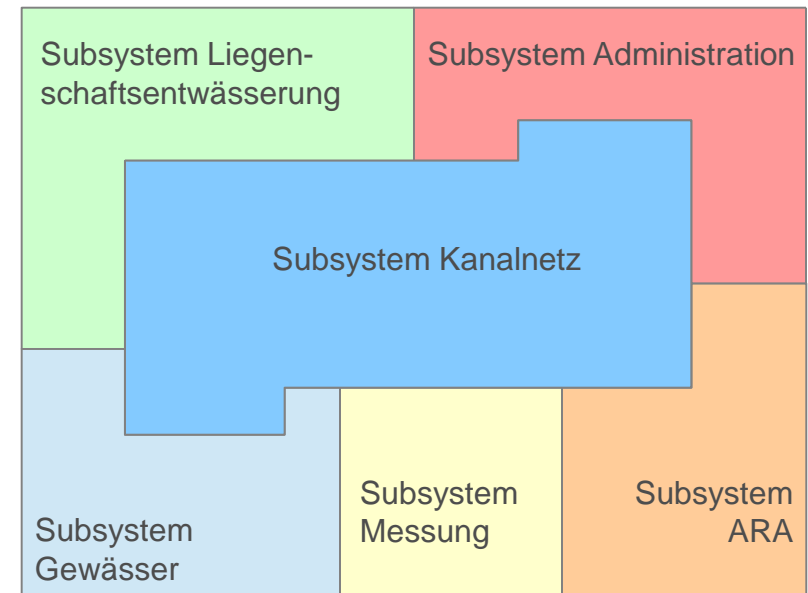 Subsystem Liegen-
schaftsentwässerung
Subsystem Administration
Subsystem Kanalnetz
Subsystem
Gewässer
Subsystem
Messung
Subsystem
ARA